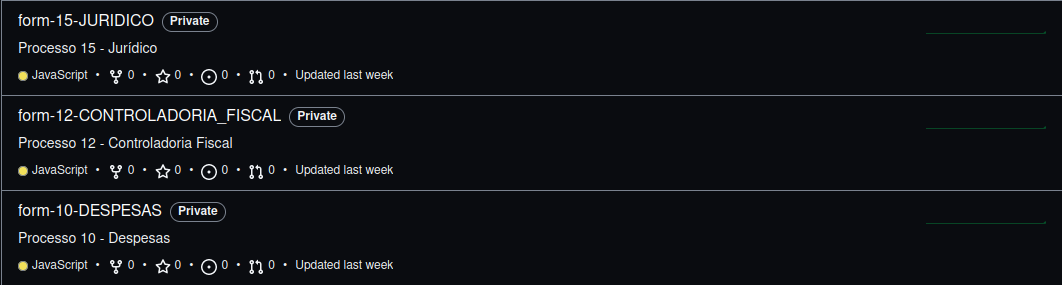 form-15-JURIDICO Private
Processo 15 - Jurídico
JavaScript • 0 • 0 • 0 • 0 • Updated last week
form-12-CONTROLADORIA_FISCAL Private
Processo 12 - Controladoria Fiscal
JavaScript • 0 • 0 • 0 • 0 • Updated last week
form-10-DESPESAS Private
Processo 10 - Despesas
JavaScript • 0 • 0 • 0 • 0 • Updated last week